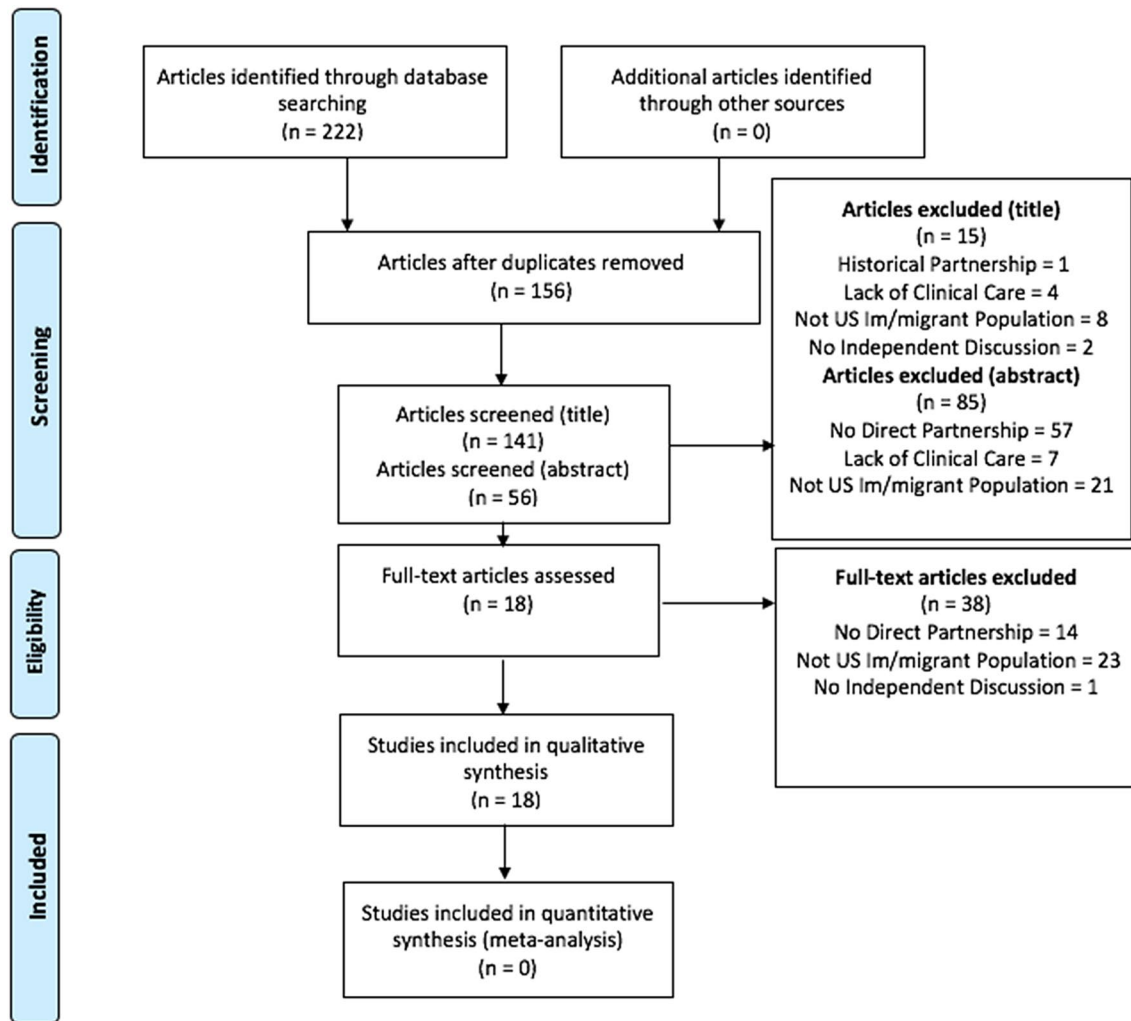 Identification
Articles identified through database
searching
(n = 222)
Additional articles identified
through other sources
(n = 0)
Screening
Articles after duplicates removed
(n = 156)
Articles excluded (title)
(n = 15)
Historical Partnership = 1
Lack of Clinical Care = 4
Not US Im/migrant Population = 8
No Independent Discussion = 2
Articles excluded (abstract)
(n = 85)
No Direct Partnership = 57
Lack of Clinical Care = 7
Not US Im/migrant Population = 21
Articles screened (title)
(n = 141)
Articles screened (abstract)
(n = 56)
Eligibility
Full-text articles assessed
(n = 18)
Full-text articles excluded
(n = 38)
No Direct Partnership = 14
Not US Im/migrant Population = 23
No Independent Discussion = 1
Included
Studies included in qualitative
synthesis
(n = 18)
Studies included in quantitative
synthesis (meta-analysis)
(n = 0)